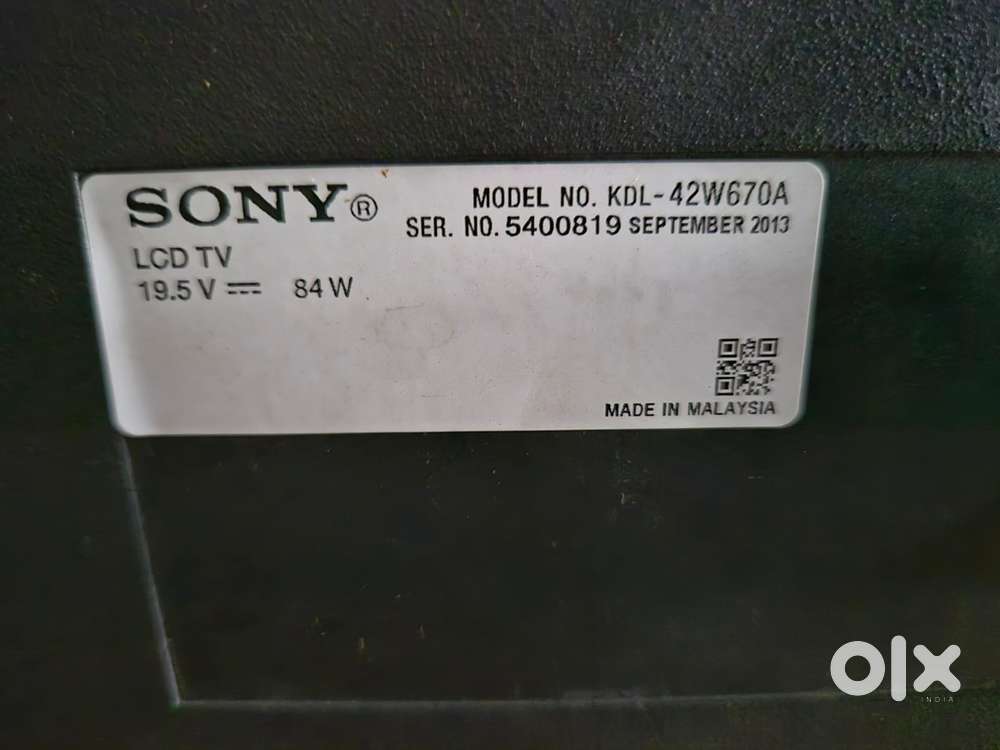 SONY®
MODEL NO. KDL-42W670A
SER. NO. 5400819 SEPTEMBER 2013
LCD TV
19.5 V ⎓ 84 W
MADE IN MALAYSIA
olx
INDIA